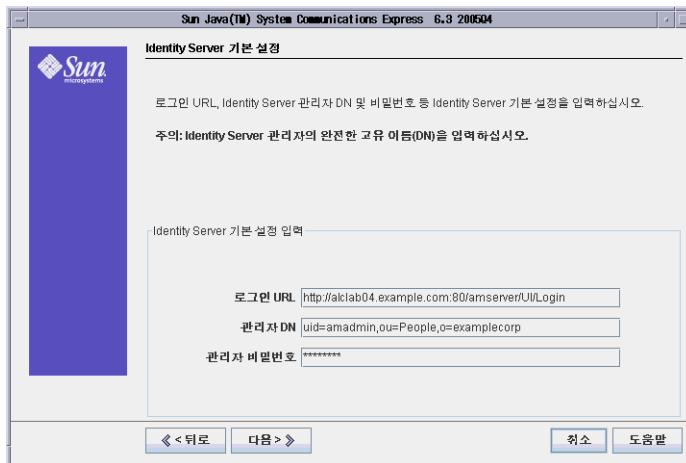 Sun Java(TM) System Communications Express 6.3 2005Q4
Sun
microsystems
Identity Server 기본 설정
로그인 URL, Identity Server 관리자 DN 및 비밀번호 등 Identity Server 기본 설정을 입력하십시오.
주의: Identity Server 관리자의 완전한 고유 이름(DN)을 입력하십시오.
Identity Server 기본 설정 입력
로그인 URL http://alclab04.example.com:80/amserver/UI/Login
관리자 DN uid=amadmin,ou=People,o=examplecorp
관리자 비밀번호 ********
< 뒤로 다음 > 취소 도움말